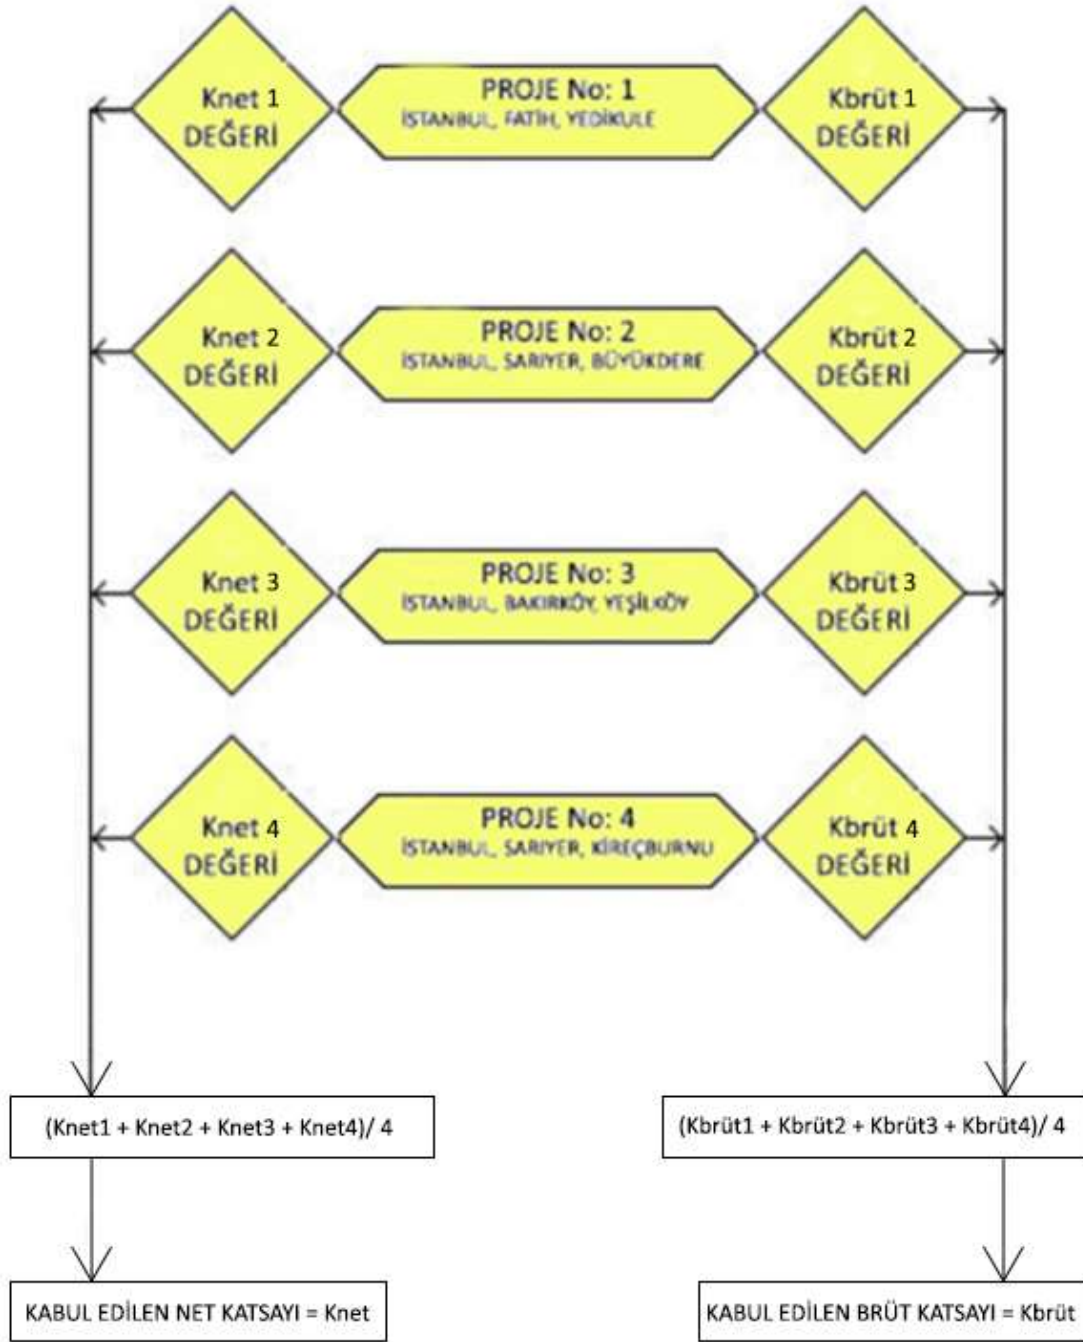 Knet 1
DEĞERİ
PROJE No: 1
İSTANBUL, FATİH, YEDİKULE
Kbrüt 1
DEĞERİ
Knet 2
DEĞERİ
PROJE No: 2
İSTANBUL, SARIYER, BÜYÜKDERE
Kbrüt 2
DEĞERİ
Knet 3
DEĞERİ
PROJE No: 3
İSTANBUL, BAKIRKÖY, YEŞİLKÖY
Kbrüt 3
DEĞERİ
Knet 4
DEĞERİ
PROJE No: 4
İSTANBUL, SARIYER, KİREÇBURNU
Kbrüt 4
DEĞERİ
(Knet1 + Knet2 + Knet3 + Knet4)/ 4
(Kbrüt1 + Kbrüt2 + Kbrüt3 + Kbrüt4)/ 4
KABUL EDİLEN NET KATSAYI = Knet
KABUL EDİLEN BRÜT KATSAYI = Kbrüt